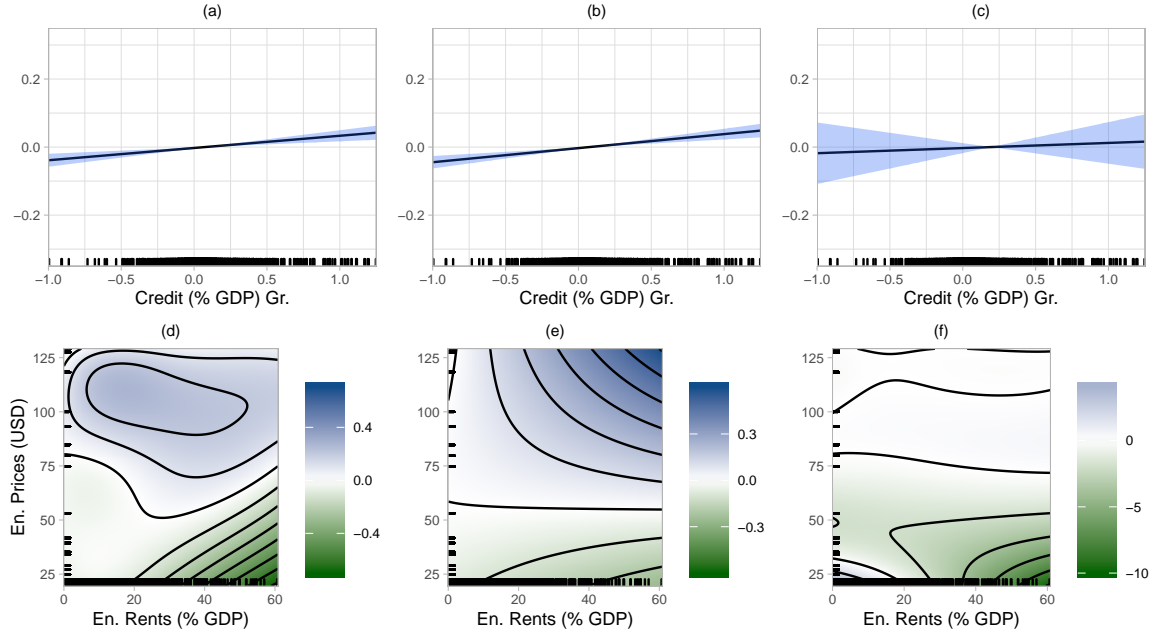 (a) (b) (c)
0.2 0.2 0.2
0.0 0.0 0.0
−0.2 −0.2 −0.2
−1.0 −0.5 0.0 0.5 1.0 −1.0 −0.5 0.0 0.5 1.0 −1.0 −0.5 0.0 0.5 1.0
Credit (% GDP) Gr. Credit (% GDP) Gr. Credit (% GDP) Gr.
(d) (e) (f)
En. Prices (USD)
125 125 125
100 0.4 100 0.3 100 0
75 0.0 75 0.0 75
50 −0.4 50 −0.3 50 −5
25 25 25 −10
0 20 40 60 0 20 40 60 0 20 40 60
En. Rents (% GDP) En. Rents (% GDP) En. Rents (% GDP)